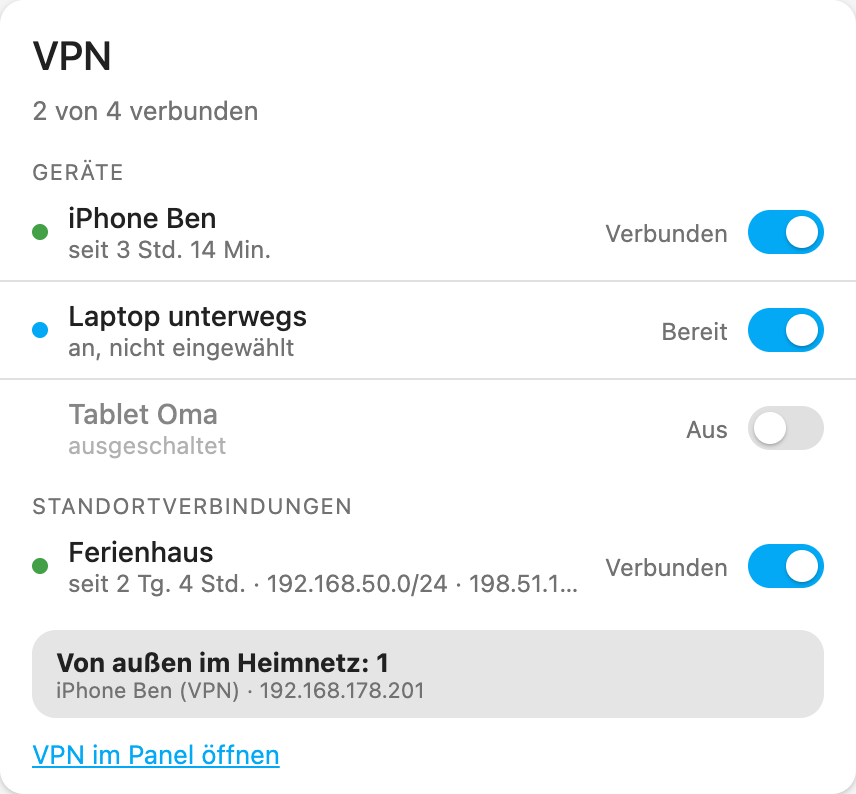 VPN
2 von 4 verbunden
GERÄTE
iPhone Ben
seit 3 Std. 14 Min.
Verbunden
Laptop unterwegs
an, nicht eingewählt
Bereit
Tablet Oma
ausgeschaltet
Aus
STANDORTVERBINDUNGEN
Ferienhaus
seit 2 Tg. 4 Std. · 192.168.50.0/24 · 198.51.1...
Verbunden
Von außen im Heimnetz: 1
iPhone Ben (VPN) · 192.168.178.201
VPN im Panel öffnen